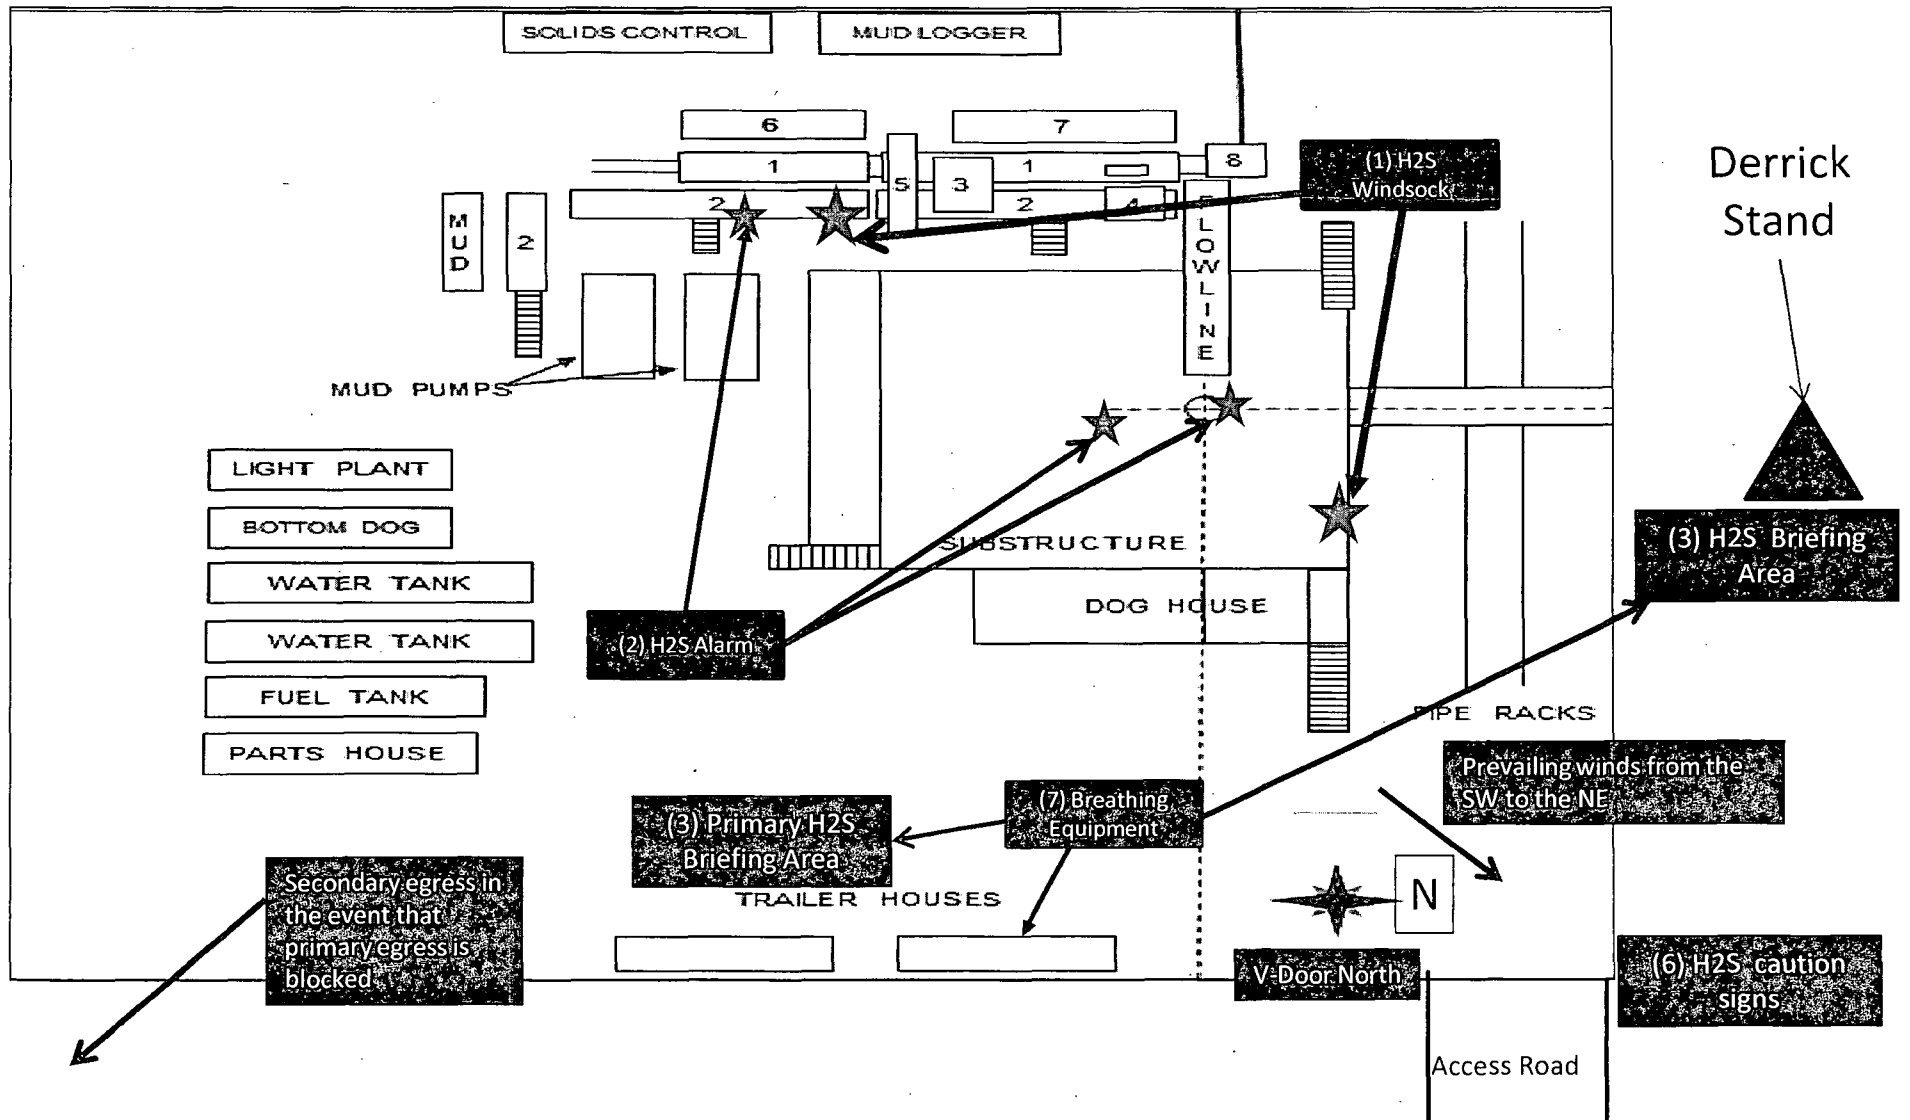 SOLIDS CONTROL
MUD LOGGER
6
7
1
1
8
5
3
2
2
4
(1) H2S
Windsock
Derrick
Stand
MUD
2
FLOWLINE
MUD PUMPS
LIGHT PLANT
BOTTOM DOG
WATER TANK
WATER TANK
FUEL TANK
PARTS HOUSE
SUBSTRUCTURE
DOG HOUSE
(2) H2S Alarm
(3) H2S Briefing
Area
PIPE RACKS
Prevailing winds from the
SW to the NE
(7) Breathing
Equipment
(3) Primary H2S
Briefing Area
TRAILER HOUSES
Secondary egress in
the event that
primary egress is
blocked
N
V-Door North
(6) H2S caution
signs
Access Road